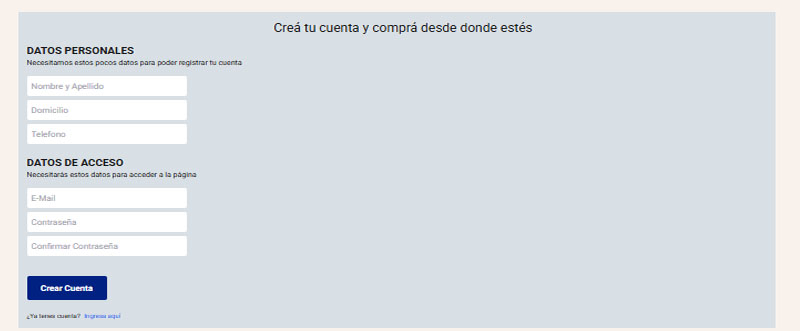 Creá tu cuenta y comprá desde donde estés
DATOS PERSONALES
Necesitamos estos pocos datos para poder registrar tu cuenta
Nombre y Apellido
Domicilio
Telefono
DATOS DE ACCESO
Necesitarás estos datos para acceder a la página
E-Mail
Contraseña
Confirmar Contraseña
Crear Cuenta
¿Ya tenes cuenta? Ingresa aquí